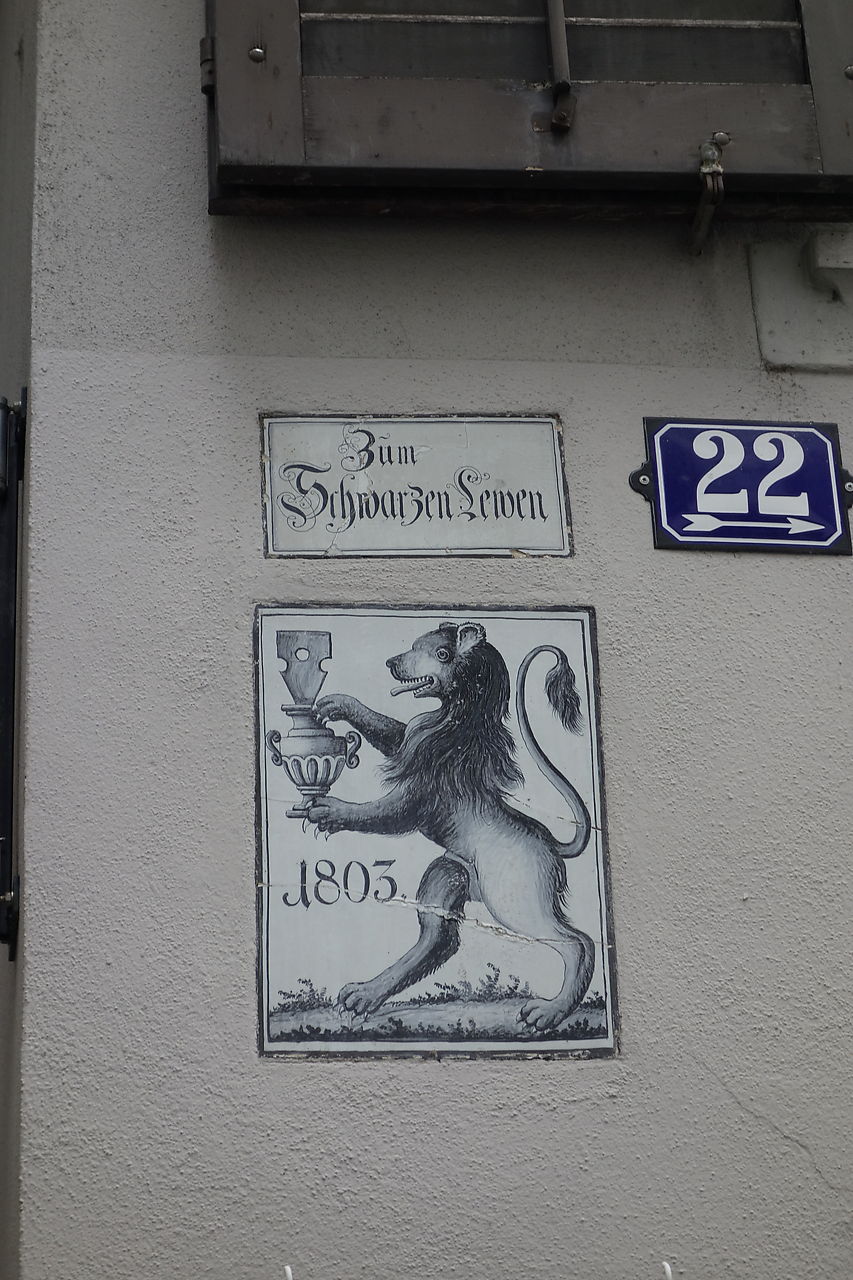 Zum
Schwarzen Lewen
22
1803.